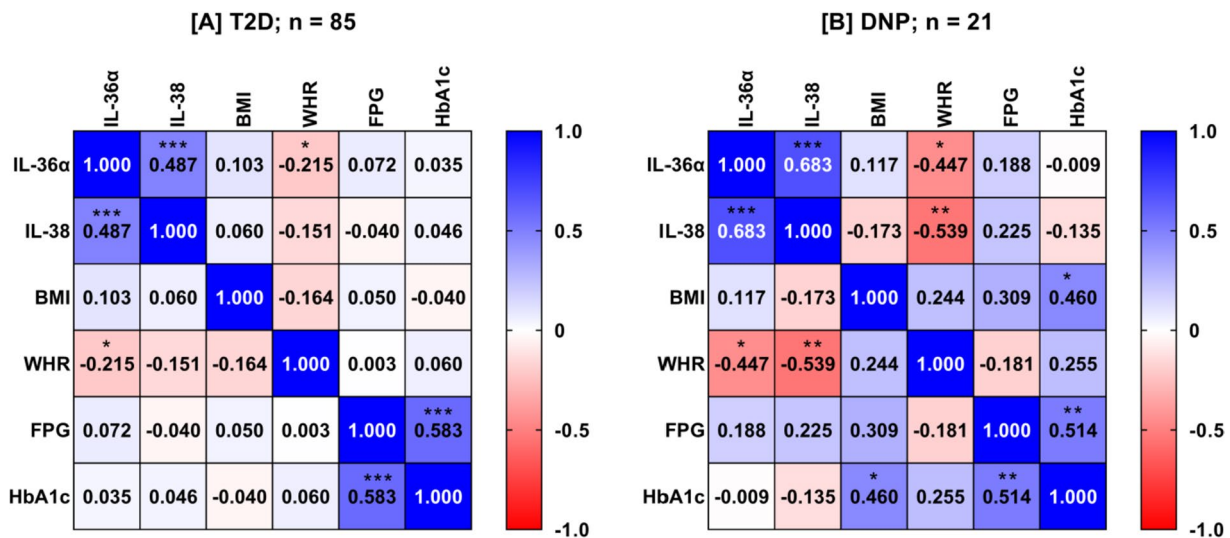 [A] T2D; n = 85
IL-36α IL-38 BMI WHR FPG HbA1c
*** *
IL-36α 1.000 0.487 0.103 -0.215 0.072 0.035
***
IL-38 0.487 1.000 0.060 -0.151 -0.040 0.046
BMI 0.103 0.060 1.000 -0.164 0.050 -0.040
*
WHR -0.215 -0.151 -0.164 1.000 0.003 0.060
***
FPG 0.072 -0.040 0.050 0.003 1.000 0.583
***
HbA1c 0.035 0.046 -0.040 0.060 0.583 1.000
1.0
0.5
0
-0.5
-1.0
[B] DNP; n = 21
IL-36α IL-38 BMI WHR FPG HbA1c
*** *
IL-36α 1.000 0.683 0.117 -0.447 0.188 -0.009
*** **
IL-38 0.683 1.000 -0.173 -0.539 0.225 -0.135
*
BMI 0.117 -0.173 1.000 0.244 0.309 0.460
* **
WHR -0.447 -0.539 0.244 1.000 -0.181 0.255
**
FPG 0.188 0.225 0.309 -0.181 1.000 0.514
* **
HbA1c -0.009 -0.135 0.460 0.255 0.514 1.000
1.0
0.5
0
-0.5
-1.0